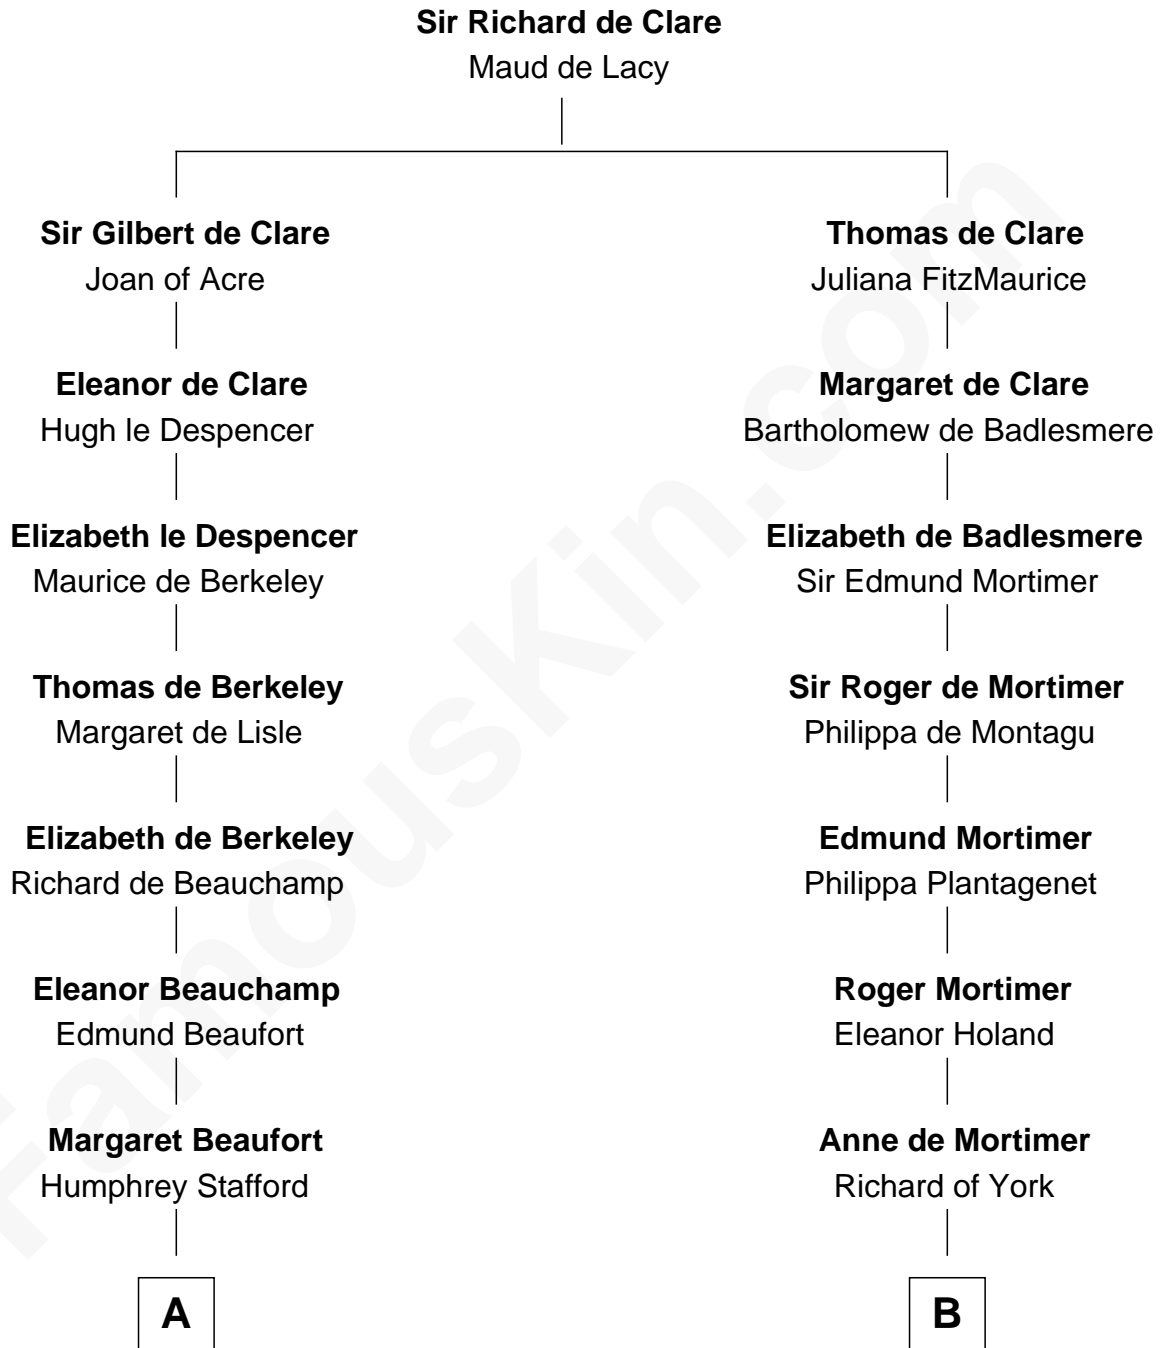 Sir Richard de Clare
Maud de Lacy
Sir Gilbert de Clare
Joan of Acre
Thomas de Clare
Juliana FitzMaurice
Eleanor de Clare
Hugh le Despencer
Margaret de Clare
Bartholomew de Badlesmere
Elizabeth le Despencer
Maurice de Berkeley
Elizabeth de Badlesmere
Sir Edmund Mortimer
Thomas de Berkeley
Margaret de Lisle
Sir Roger de Mortimer
Philippa de Montagu
Elizabeth de Berkeley
Richard de Beauchamp
Edmund Mortimer
Philippa Plantagenet
Eleanor Beauchamp
Edmund Beaufort
Roger Mortimer
Eleanor Holand
Margaret Beaufort
Humphrey Stafford
Anne de Mortimer
Richard of York
A
B
FamousKin.com